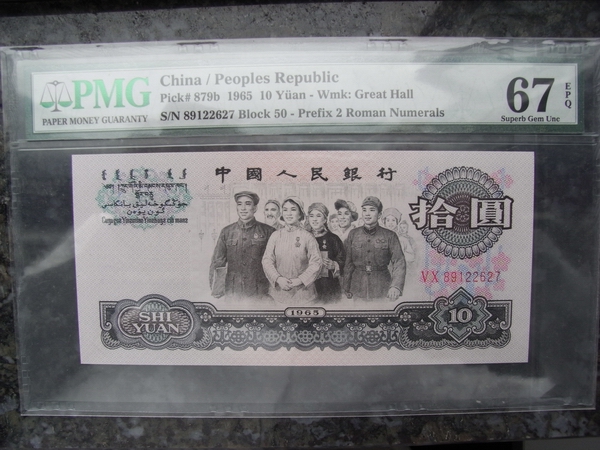 PMG
PAPER MONEY GUARANTY
China / Peoples Republic
Pick# 879b 1965 10 Yüan - Wmk: Great Hall
S/N 89122627 Block 50 - Prefix 2 Roman Numerals
67 EPQ
Superb Gem Unc
中國人民銀行
拾圓
VX 89122627
SHI YUAN
1965
10